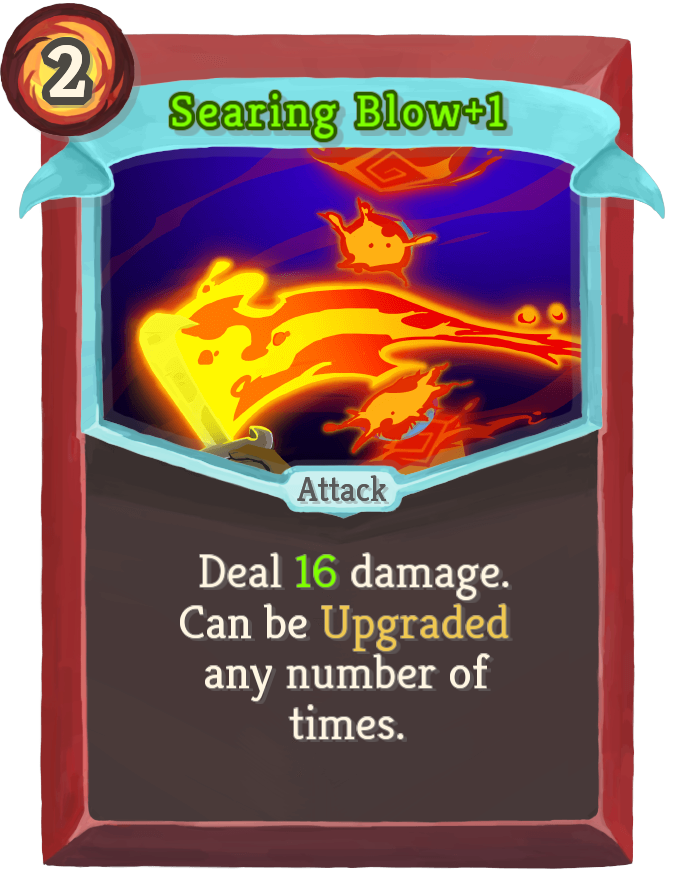 2
Searing Blow+1
Attack
Deal 16 damage.
Can be Upgraded
any number of
times.